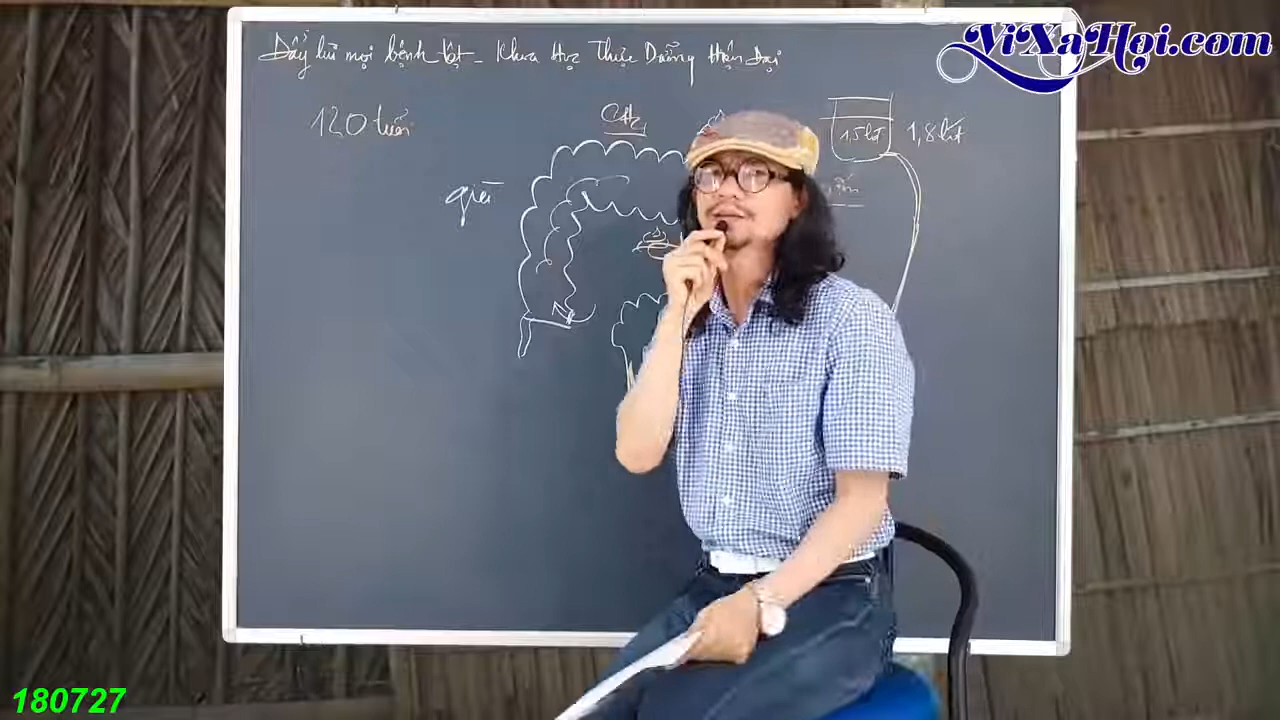 ViXaHoi.com
Đẩy lùi mọi bệnh tật - Khoa Học Thực Dưỡng Hiện Đại
120 tuổi
CH4
1,5 lít
1,8 lít
già
180727